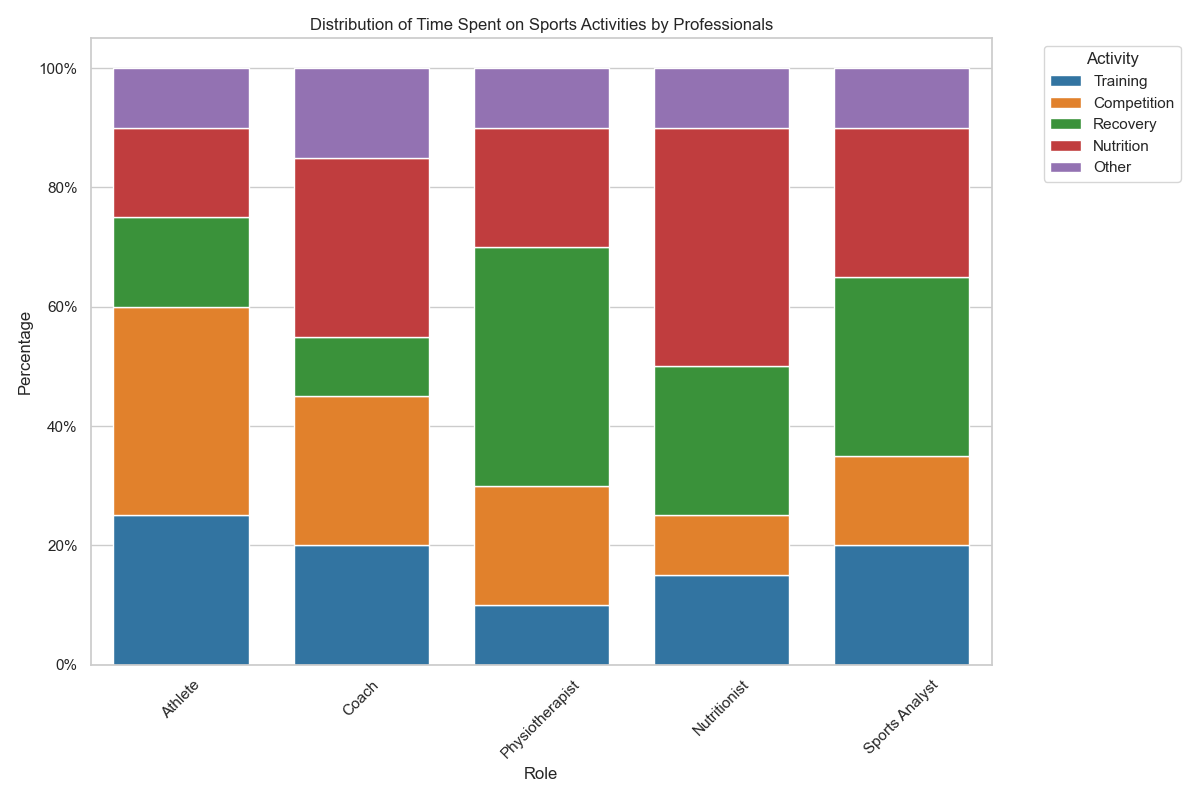 Distribution of Time Spent on Sports Activities by Professionals
Activity
Training
Competition
Recovery
Nutrition
Other
Percentage
100%
80%
60%
40%
20%
0%
Athlete
Coach
Physiotherapist
Nutritionist
Sports Analyst
Role